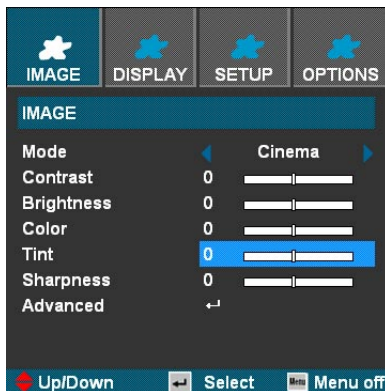 IMAGE DISPLAY SETUP OPTIONS
IMAGE
Mode Cinema
Contrast 0
Brightness 0
Color 0
Tint 0
Sharpness 0
Advanced ↵
Up/Down ↵ Select Menu Menu off